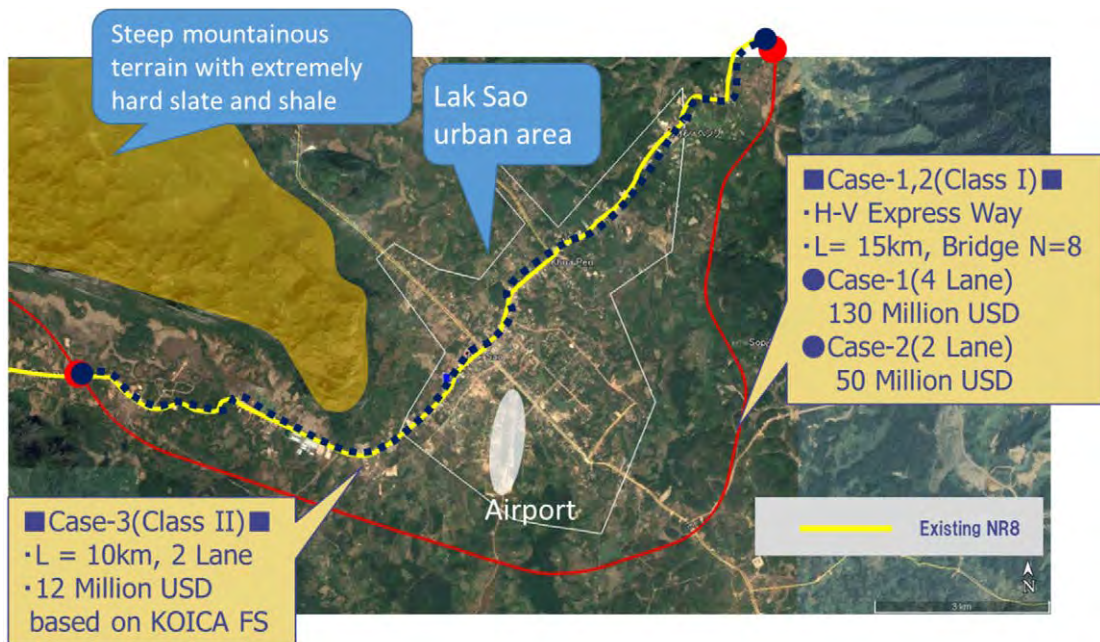 Steep mountainous
terrain with extremely
hard slate and shale
Lak Sao
urban area
■Case-1,2(Class I)■
・H-V Express Way
・L= 15km, Bridge N=8
●Case-1(4 Lane)
130 Million USD
●Case-2(2 Lane)
50 Million USD
Airport
■Case-3(Class II)■
・L = 10km, 2 Lane
・12 Million USD
based on KOICA FS
Existing NR8
N
3 km